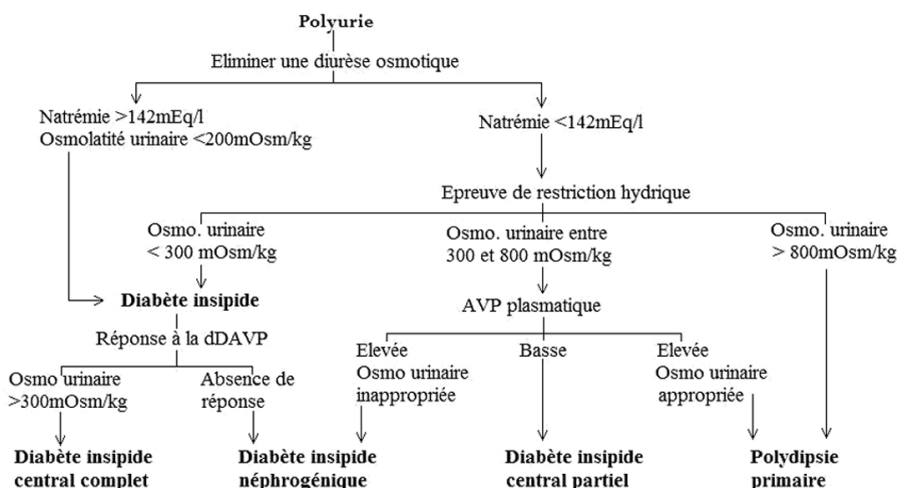 Polyurie
Eliminer une diurèse osmotique
Natrémie >142mEq/l
Osmolatité urinaire <200mOsm/kg
Natrémie <142mEq/l
Epreuve de restriction hydrique
Osmo. urinaire
< 300 mOsm/kg
Osmo. urinaire entre
300 et 800 mOsm/kg
Osmo. urinaire
> 800mOsm/kg
Diabète insipide
AVP plasmatique
Réponse à la dDAVP
Elevée
Osmo urinaire
inappropriée
Basse
Elevée
Osmo urinaire
appropriée
Osmo urinaire
>300mOsm/kg
Absence de
réponse
Diabète insipide
central complet
Diabète insipide
néphrogénique
Diabète insipide
central partiel
Polydipsie
primaire